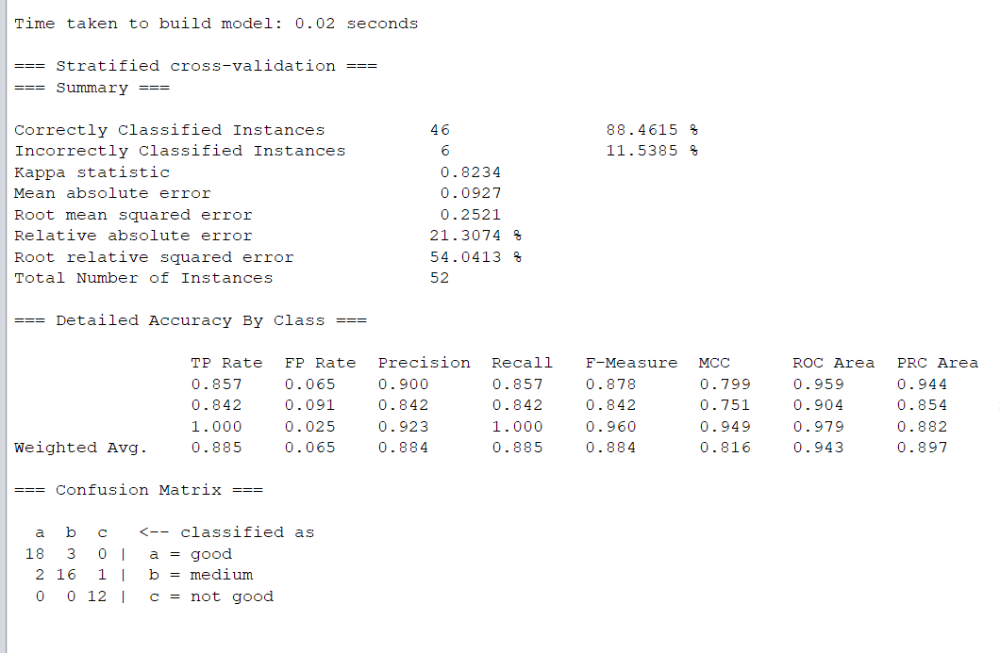 Time taken to build model: 0.02 seconds
=== Stratified cross-validation ===
=== Summary ===
Correctly Classified Instances 46 88.4615 %
Incorrectly Classified Instances 6 11.5385 %
Kappa statistic 0.8234
Mean absolute error 0.0927
Root mean squared error 0.2521
Relative absolute error 21.3074 %
Root relative squared error 54.0413 %
Total Number of Instances 52
=== Detailed Accuracy By Class ===
TP Rate FP Rate Precision Recall F-Measure MCC ROC Area PRC Area
0.857 0.065 0.900 0.857 0.878 0.799 0.959 0.944
0.842 0.091 0.842 0.842 0.842 0.751 0.904 0.854
1.000 0.025 0.923 1.000 0.960 0.949 0.979 0.882
Weighted Avg. 0.885 0.065 0.884 0.885 0.884 0.816 0.943 0.897
=== Confusion Matrix ===
a b c <-- classified as
18 3 0 | a = good
2 16 1 | b = medium
0 0 12 | c = not good